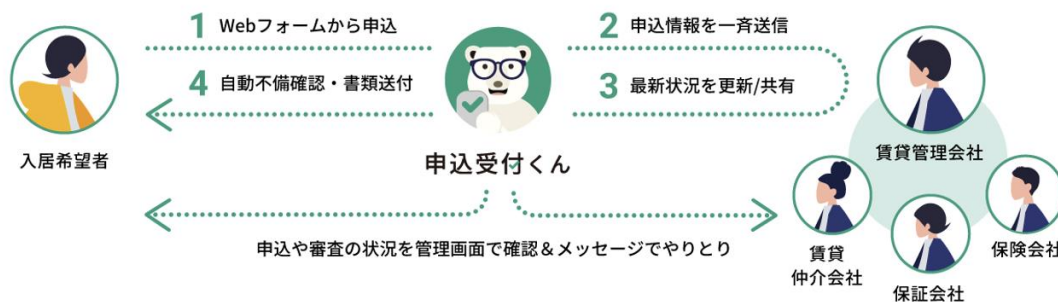 1 Webフォームから申込
2 申込情報を一斉送信
4 自動不備確認・書類送付
3 最新状況を更新/共有
入居希望者
申込受付くん
賃貸管理会社
申込や審査の状況を管理画面で確認＆メッセージでやりとり
賃貸
仲介会社
保証会社
保険会社